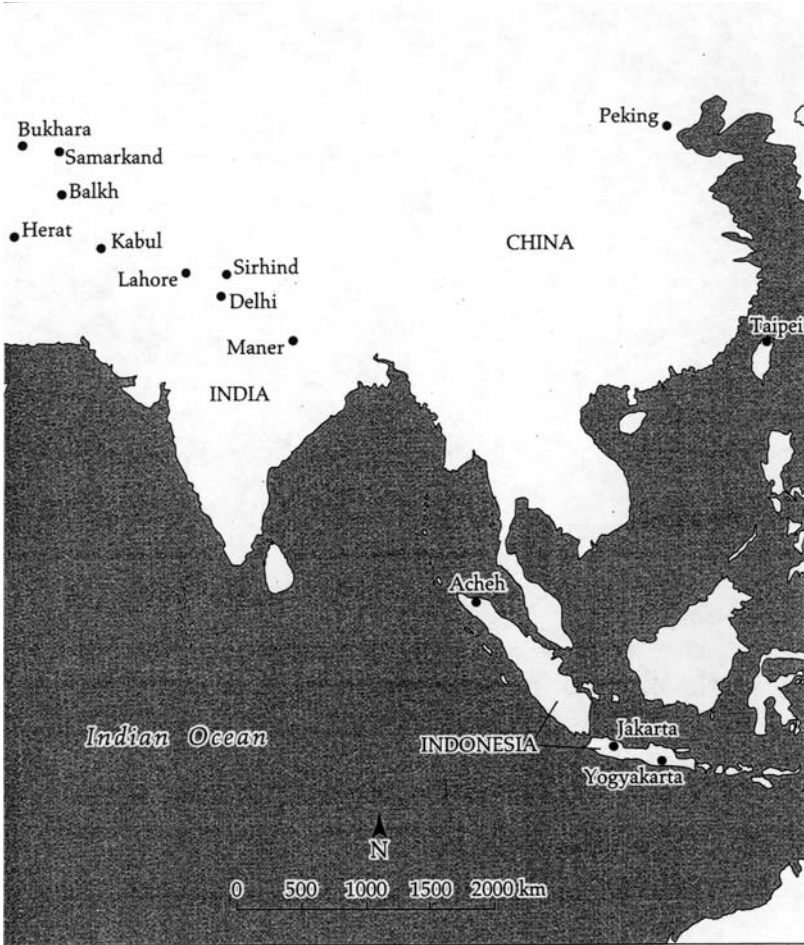 Peking
Bukhara
Samarkand
Balkh
Herat
Kabul
CHINA
Lahore
Sirhind
Delhi
Taipei
Maner
INDIA
Acheh
Indian Ocean
INDONESIA
Jakarta
Yogyakarta
N
0 500 1000 1500 2000 km